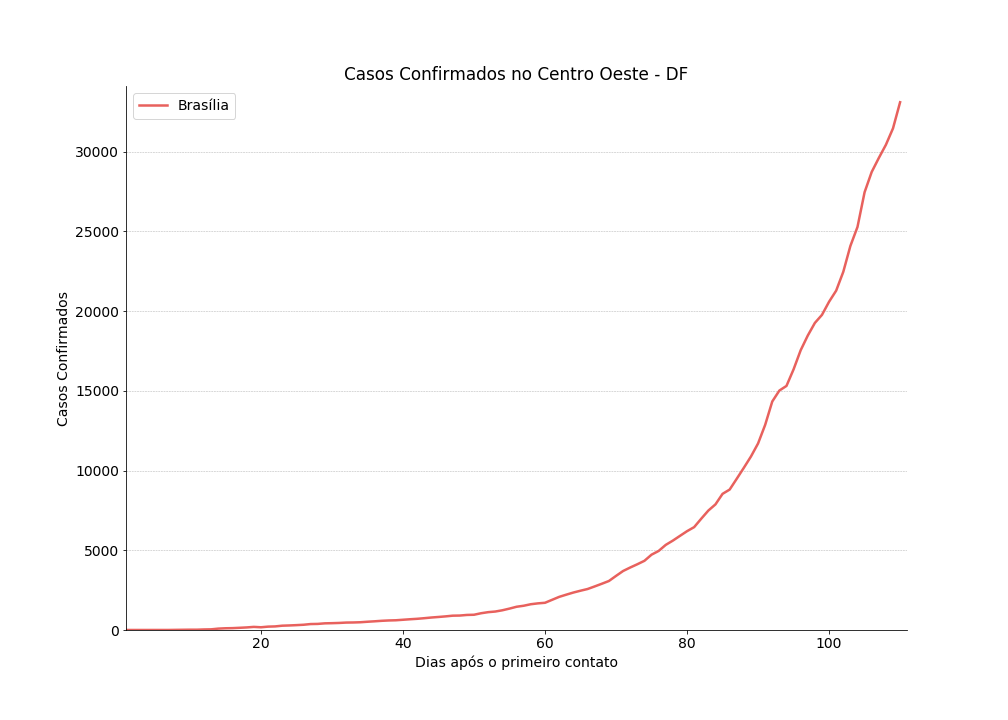 Casos Confirmados no Centro Oeste - DF
Brasília
30000
25000
20000
15000
10000
5000
0
Casos Confirmados
20 40 60 80 100
Dias após o primeiro contato